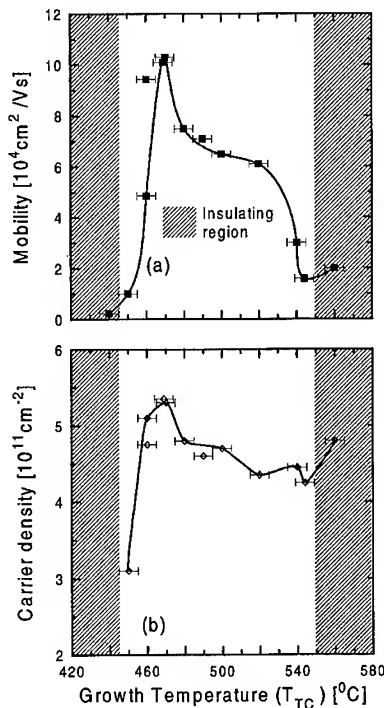 12
10
8
6
4
2
0
Mobility [10⁴cm²/Vs]
Insulating
region
(a)
6
5
4
3
2
Carrier density [10¹¹cm⁻²]
(b)
420 460 500 540 580
Growth Temperature (T_TC) [⁰C]